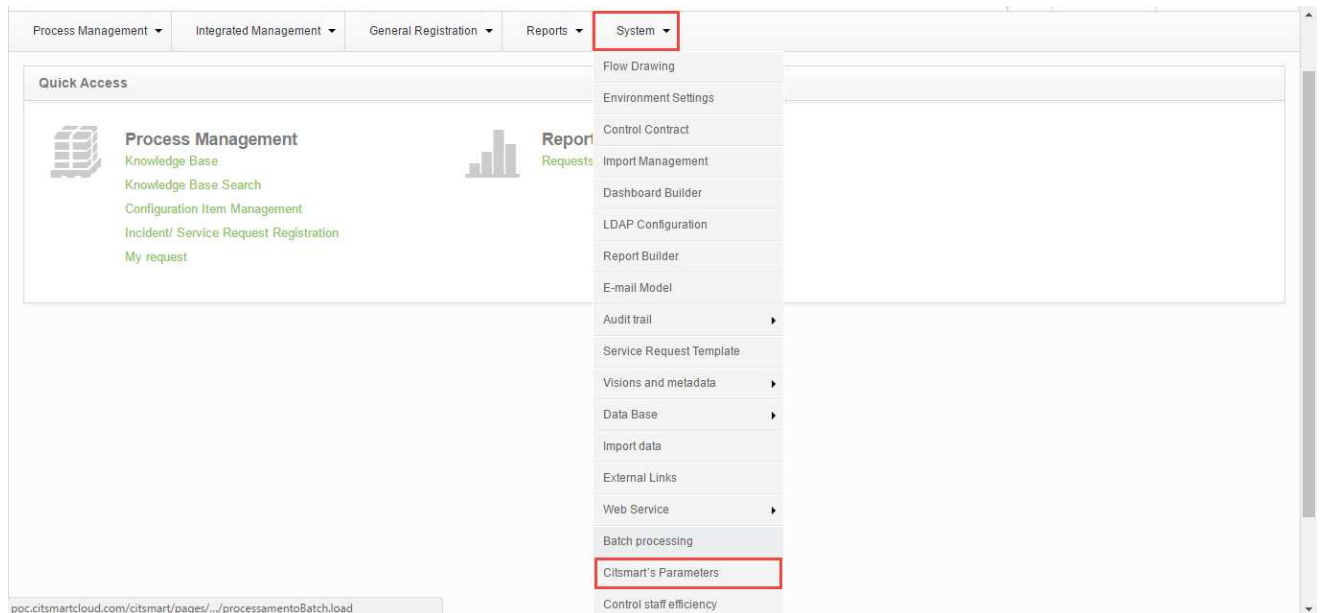 Process Management
Integrated Management
General Registration
Reports
System
Quick Access
Process Management
Knowledge Base
Knowledge Base Search
Configuration Item Management
Incident/ Service Request Registration
My request
Report
Requests
Flow Drawing
Environment Settings
Control Contract
Import Management
Dashboard Builder
LDAP Configuration
Report Builder
E-mail Model
Audit trail
Service Request Template
Visions and metadata
Data Base
Import data
External Links
Web Service
Batch processing
Citsmart´s Parameters
Control staff efficiency
poc.citsmartcloud.com/citsmart/pages/.../processamentoBatch.load